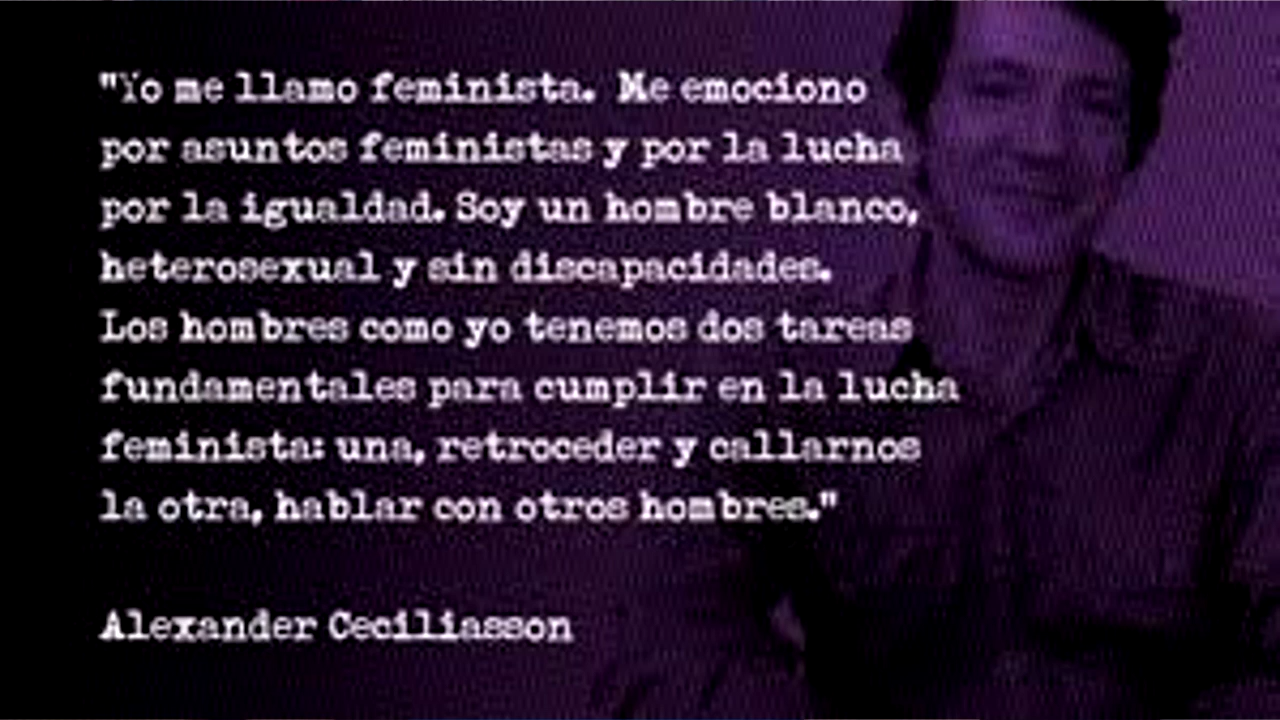 "Yo me llamo feminista. Me emociono
por asuntos feministas y por la lucha
por la igualdad. Soy un hombre blanco,
heterosexual y sin discapacidades.
Los hombres como yo tenemos dos tareas
fundamentales para cumplir en la lucha
feminista: una, retroceder y callarnos
la otra, hablar con otros hombres."
Alexander Ceciliasson